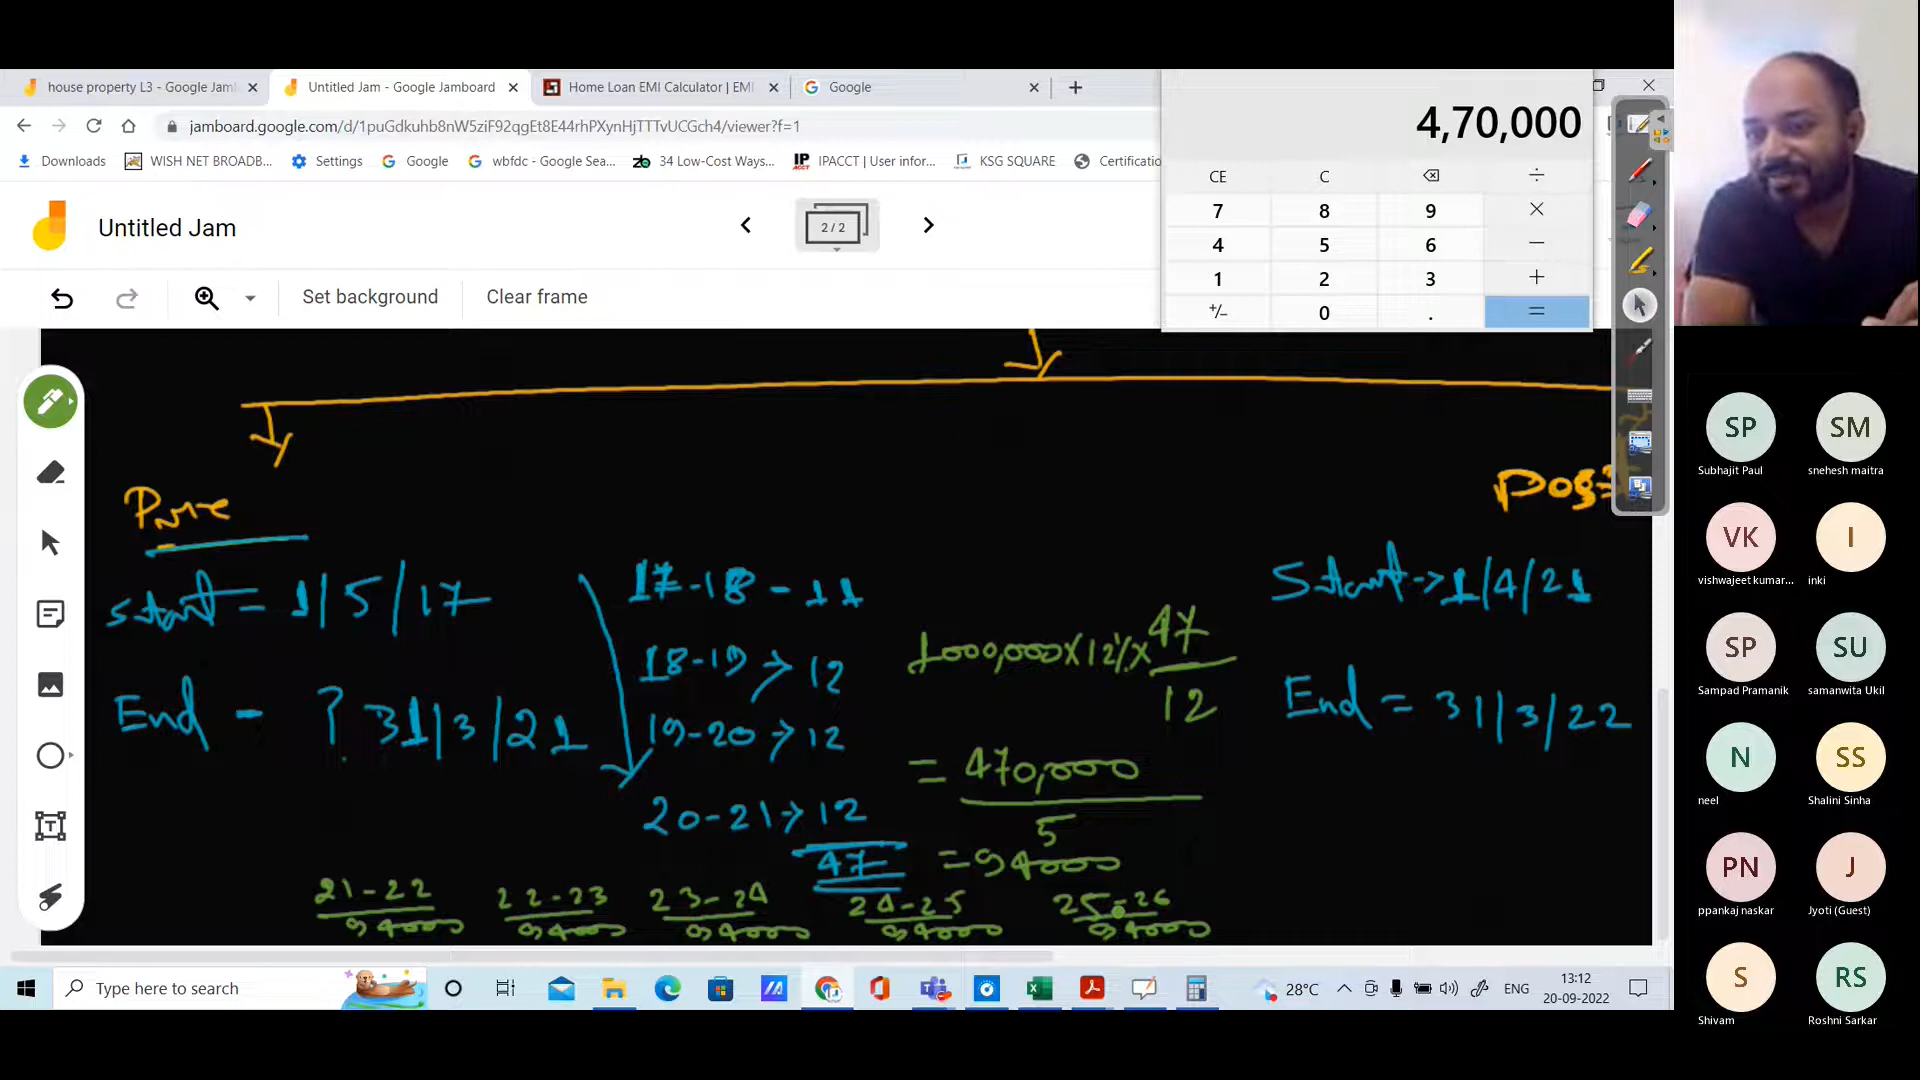 house property L3 - Google Jam
Untitled Jam - Google Jamboard
Home Loan EMI Calculator | EMI
Google
jamboard.google.com/d/1puGdkuhb8nW5ziF92qgEt8E44rhPXynHjTTTvUCGch4/viewer?f=1
Downloads
WISH NET BROADB...
Settings
Google
wbfdc - Google Sea...
34 Low-Cost Ways...
IPACCT | User infor...
KSG SQUARE
Certificatio
Untitled Jam
2 / 2
Set background
Clear frame
4,70,000
CE C ÷
7 8 9 ×
4 5 6 −
1 2 3 +
+/− 0 . =
Pre
Start = 1/5/17
End - ? 31/3/21
17-18 - 11
18-19 → 12
19-20 → 12
20-21 → 12
47
1000,000 × 12% × 47/12
= 470,000
5
= 94000
Start → 1/4/21
End = 31/3/22
21-22 22-23 23-24 24-25 25-26
94000 94000 94000 94000 94000
Type here to search
28°C
ENG
13:12
20-09-2022
SP
Subhajit Paul
SM
snehesh maitra
VK
vishwajeet kumar...
I
inki
SP
Sampad Pramanik
SU
samanwita Ukil
N
neel
SS
Shalini Sinha
PN
ppankaj naskar
J
Jyoti (Guest)
S
Shivam
RS
Roshni Sarkar